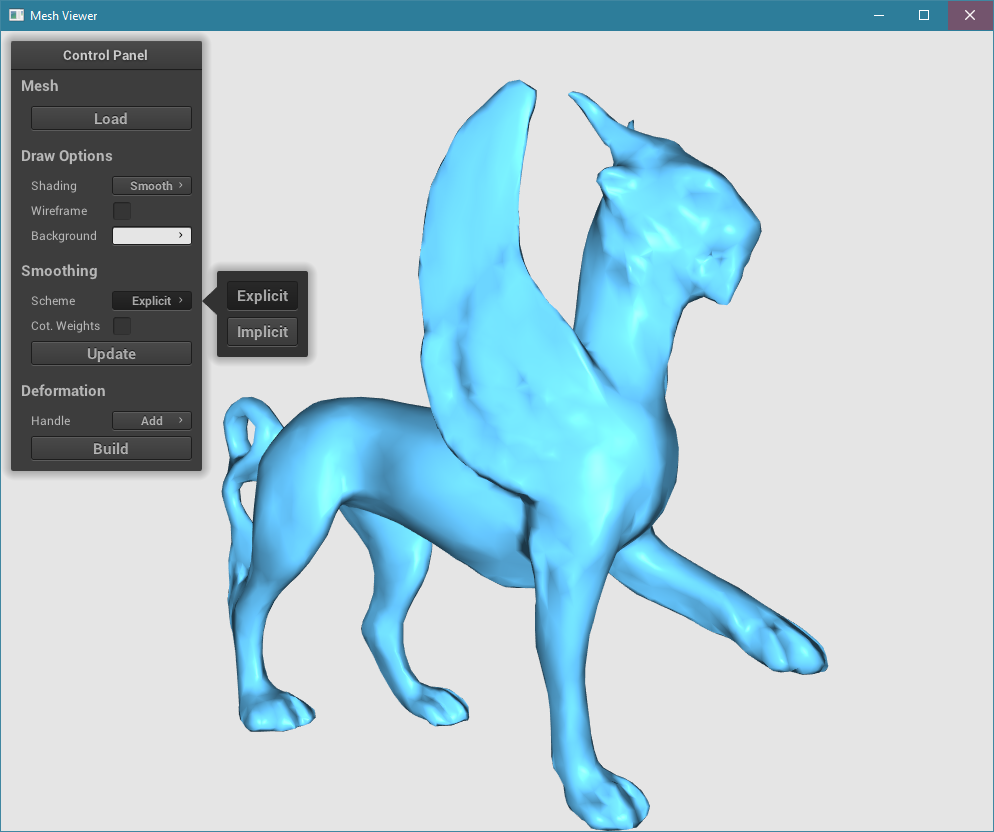 Mesh Viewer
Control Panel
Mesh
Load
Draw Options
Shading Smooth ›
Wireframe
Background ›
Smoothing
Scheme Explicit ›
Cot. Weights
Update
Deformation
Handle Add ›
Build
Explicit
Implicit